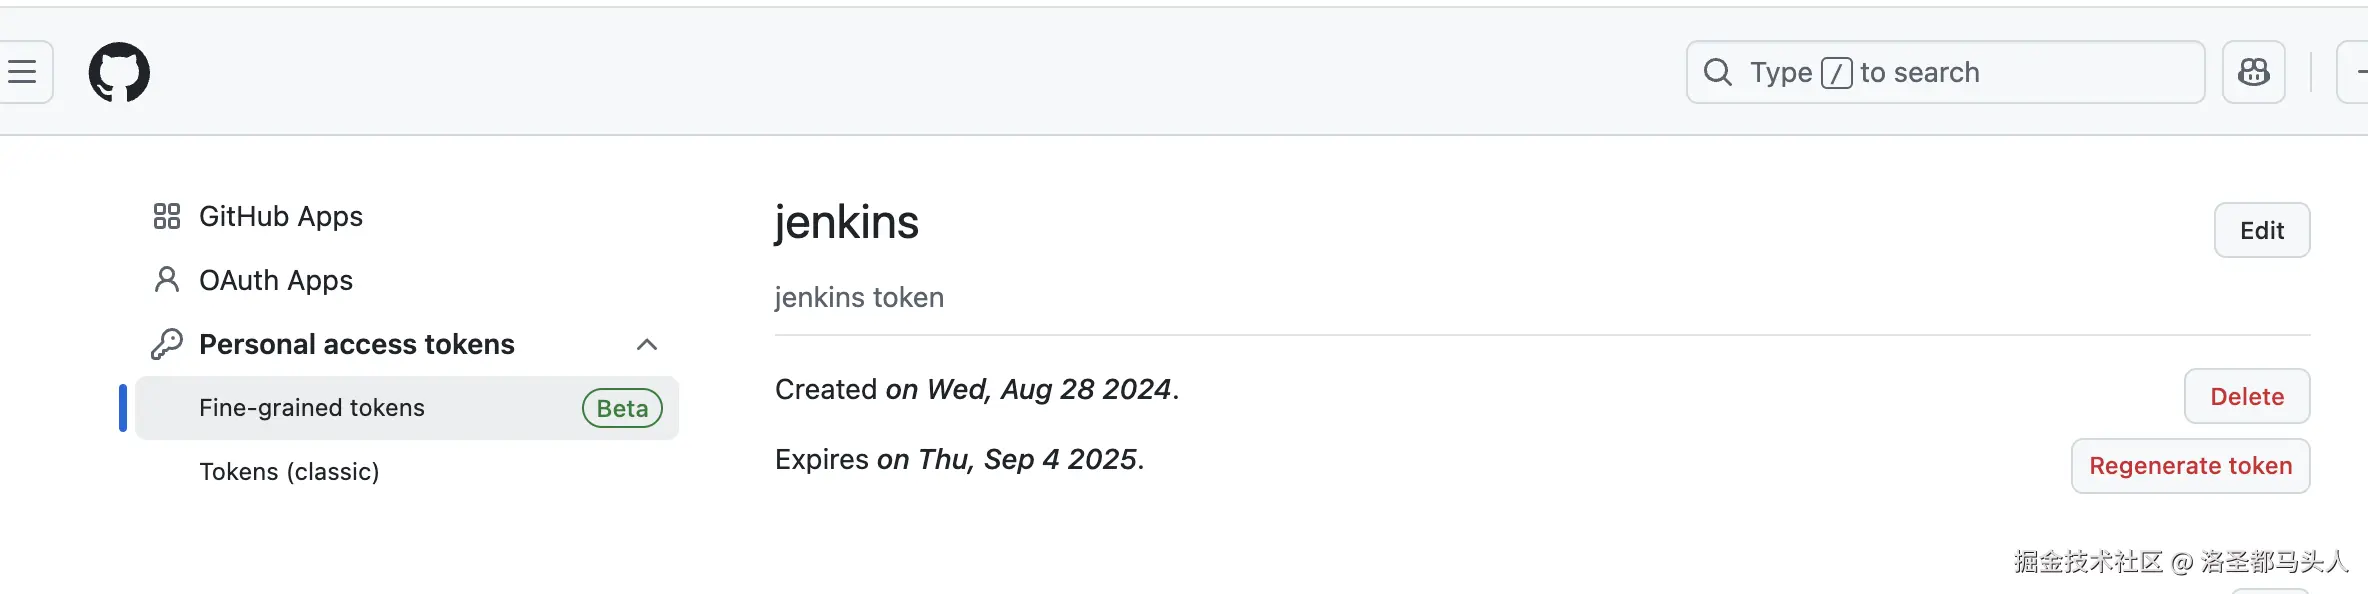 Type / to search
GitHub Apps
OAuth Apps
Personal access tokens
Fine-grained tokens Beta
Tokens (classic)
jenkins
Edit
jenkins token
Created on Wed, Aug 28 2024.
Delete
Expires on Thu, Sep 4 2025.
Regenerate token
掘金技术社区 @ 洛圣都马头人